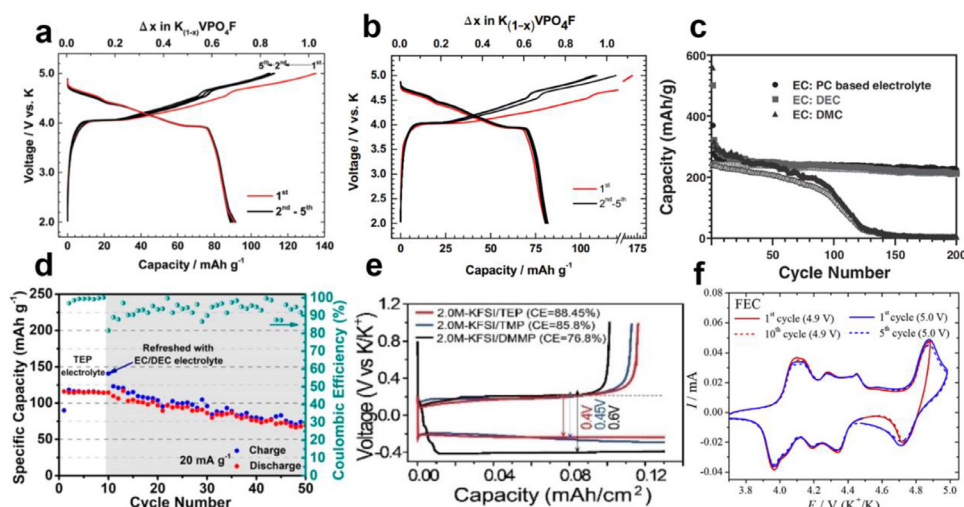 a
Δ x in K(1-x)VPO4F
0.0 0.2 0.4 0.6 0.8 1.0
5th 2nd 1st
Voltage / V vs. K
5.0
4.5
4.0
3.5
3.0
2.5
2.0
1st
2nd - 5th
0 20 40 60 80 100 120 140
Capacity / mAh g-1
b
Δ x in K(1-x)VPO4F
0.0 0.2 0.4 0.6 0.8 1.0
Voltage / V vs. K
5.0
4.5
4.0
3.5
3.0
2.5
2.0
1st
2nd-5th
0 25 50 75 100 125 175
Capacity / mAh g-1
c
Capacity (mAh/g)
600
400
200
0
EC: PC based electrolyte
EC: DEC
EC: DMC
50 100 150 200
Cycle Number
d
Specific Capacity (mAh g-1)
250
200
150
100
50
0
TEP
electrolyte
Refreshed with
EC/DEC electrolyte
Charge
20 mA g-1
Discharge
0 10 20 30 40 50
Cycle Number
100
90
80
70
60
50
40
30
20
10
0
Coulombic Efficiency (%)
e
Voltage (V vs K/K+)
1.2
0.8
0.4
0.0
-0.4
2.0M-KFSI/TEP (CE=88.45%)
2.0M-KFSI/TMP (CE=85.8%)
2.0M-KFSI/DMMP (CE=76.8%)
0.4V
0.45V
0.6V
0.00 0.04 0.08 0.12
Capacity (mAh/cm2)
f
FEC
1st cycle (4.9 V)
10th cycle (4.9 V)
1st cycle (5.0 V)
5th cycle (5.0 V)
I / mA
0.04
0.02
0.00
-0.02
-0.04
3.8 4.0 4.2 4.4 4.6 4.8 5.0
E / V (K+/K)